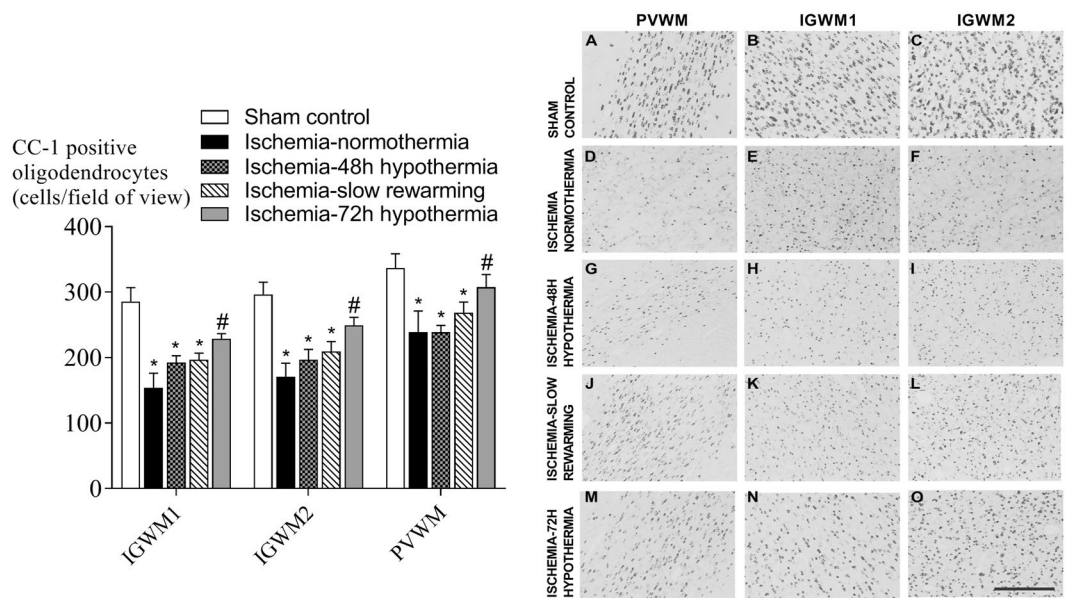 CC-1 positive
oligodendrocytes
(cells/field of view)
Sham control
Ischemia-normothermia
Ischemia-48h hypothermia
Ischemia-slow rewarming
Ischemia-72h hypothermia
400
300
200
100
0
* * * #
* * * #
* * * #
IGWM1
IGWM2
PVWM
PVWM IGWM1 IGWM2
SHAM
CONTROL
A B C
ISCHEMIA
NORMOTHERMIA
D E F
ISCHEMIA-48H
HYPOTHERMIA
G H I
ISCHEMIA-SLOW
REWARMING
J K L
ISCHEMIA-72H
HYPOTHERMIA
M N O